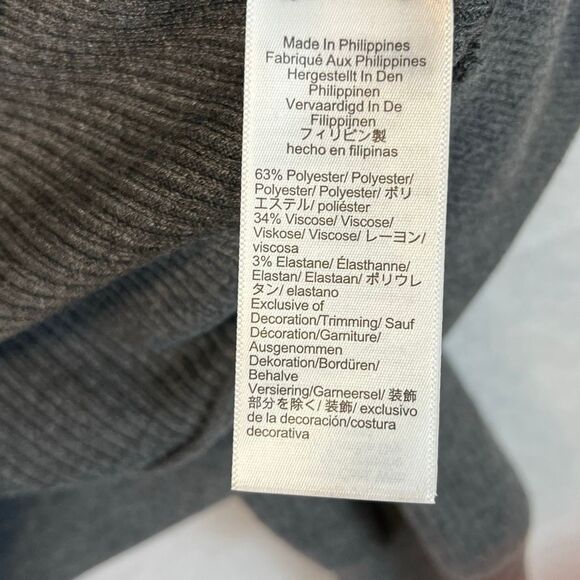 Made In Philippines
Fabriqué Aux Philippines
Hergestellt In Den
Philippinen
Vervaardigd In De
Filippijnen
フィリピン製
hecho en filipinas
63% Polyester/ Polyester/
Polyester/ Polyester/ ポリ
エステル/ poliéster
34% Viscose/ Viscose/
Viskose/ Viscose/ レーヨン/
viscosa
3% Elastane/ Élasthanne/
Elastan/ Elastaan/ ポリウレ
タン/ elastano
Exclusive of
Decoration/Trimming/ Sauf
Décoration/Garniture/
Ausgenommen
Dekoration/Bordüren/
Behalve
Versiering/Garneersel/ 装飾
部分を除く/ 装飾/ exclusivo
de la decoración/costura
decorativa